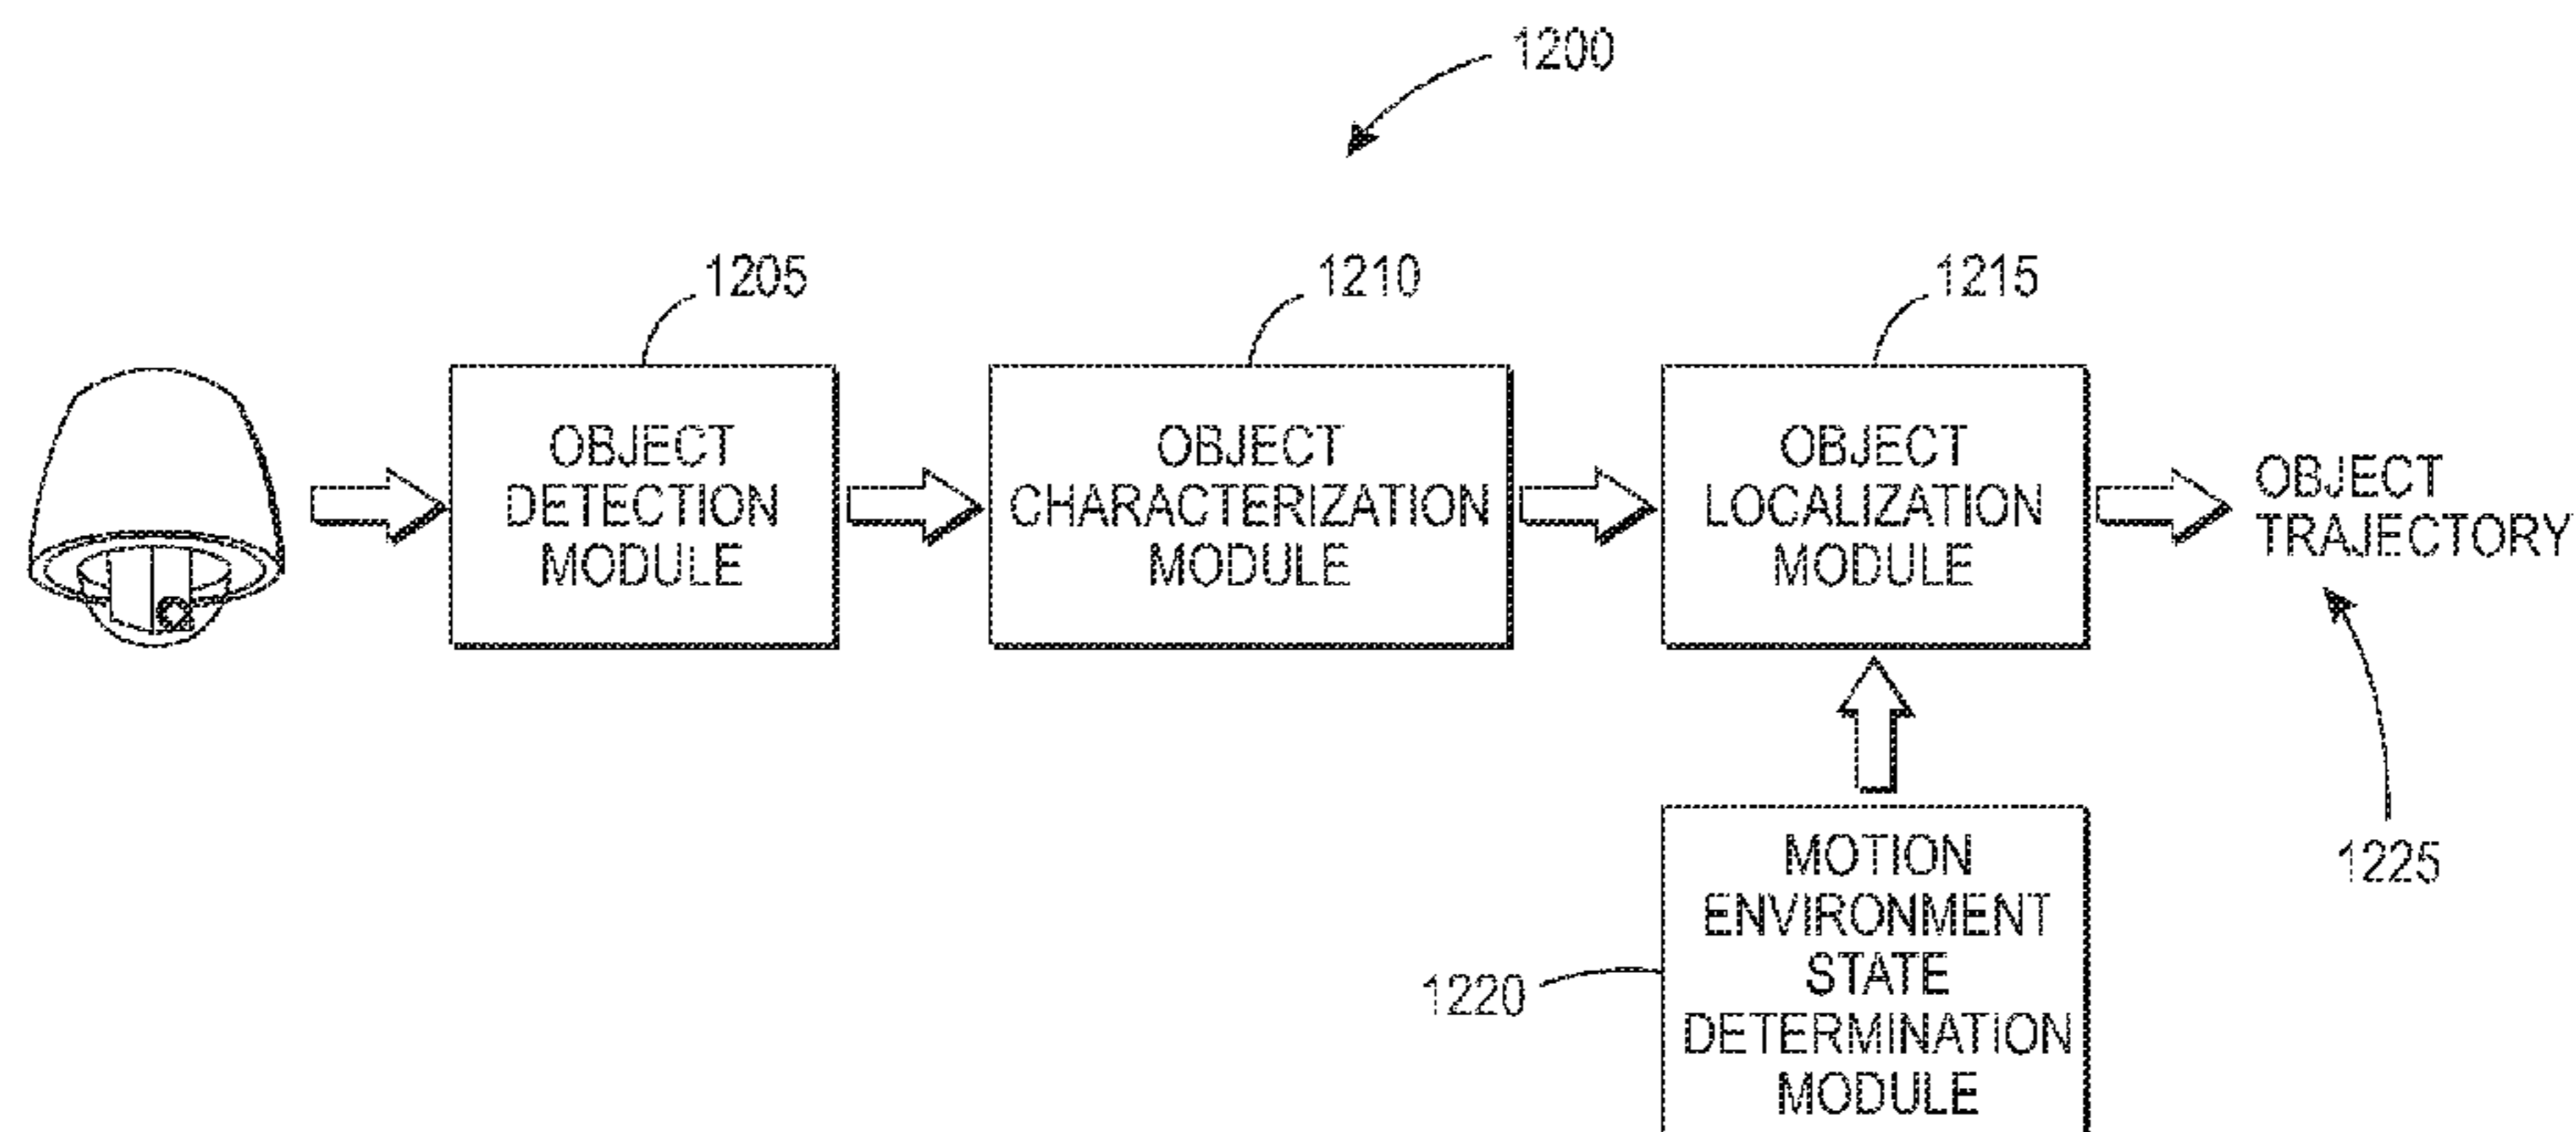 1200
1205
1210
1215
OBJECT
DETECTION
MODULE
OBJECT
CHARACTERIZATION
MODULE
OBJECT
LOCALIZATION
MODULE
OBJECT
TRAJECTORY
1225
1220
MOTION
ENVIRONMENT
STATE
DETERMINATION
MODULE